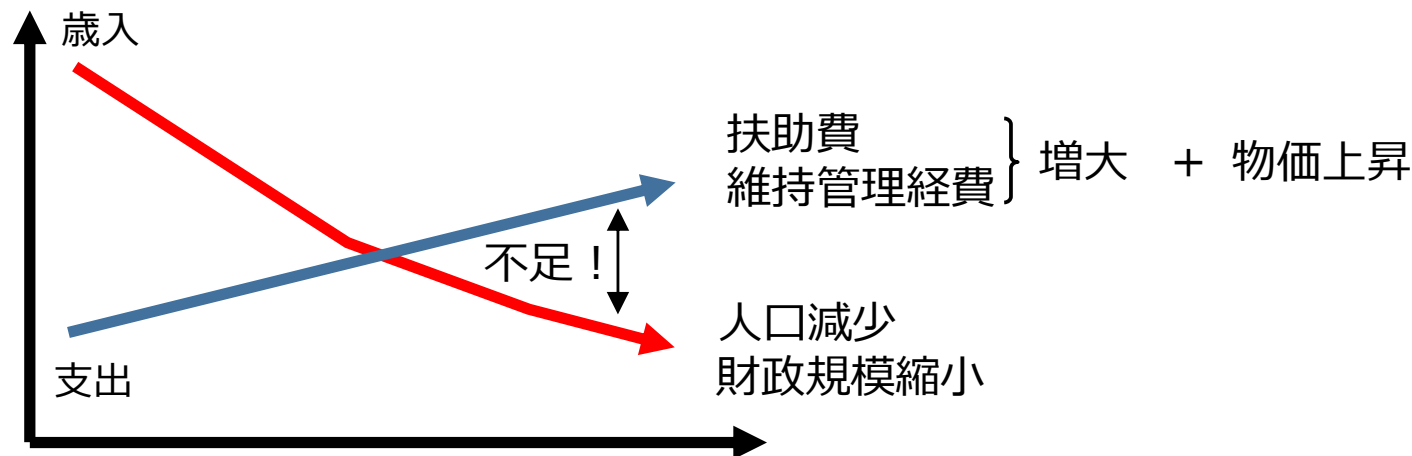 歳入
扶助費
維持管理経費
増大 + 物価上昇
不足！
人口減少
財政規模縮小
支出